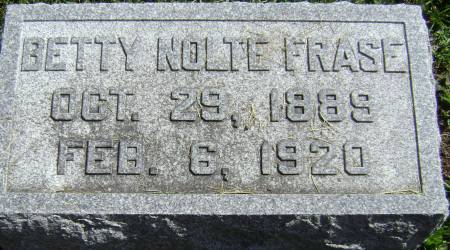 BETTY NOLTE FRASE
OCT. 29, 1889
FEB. 6, 1920